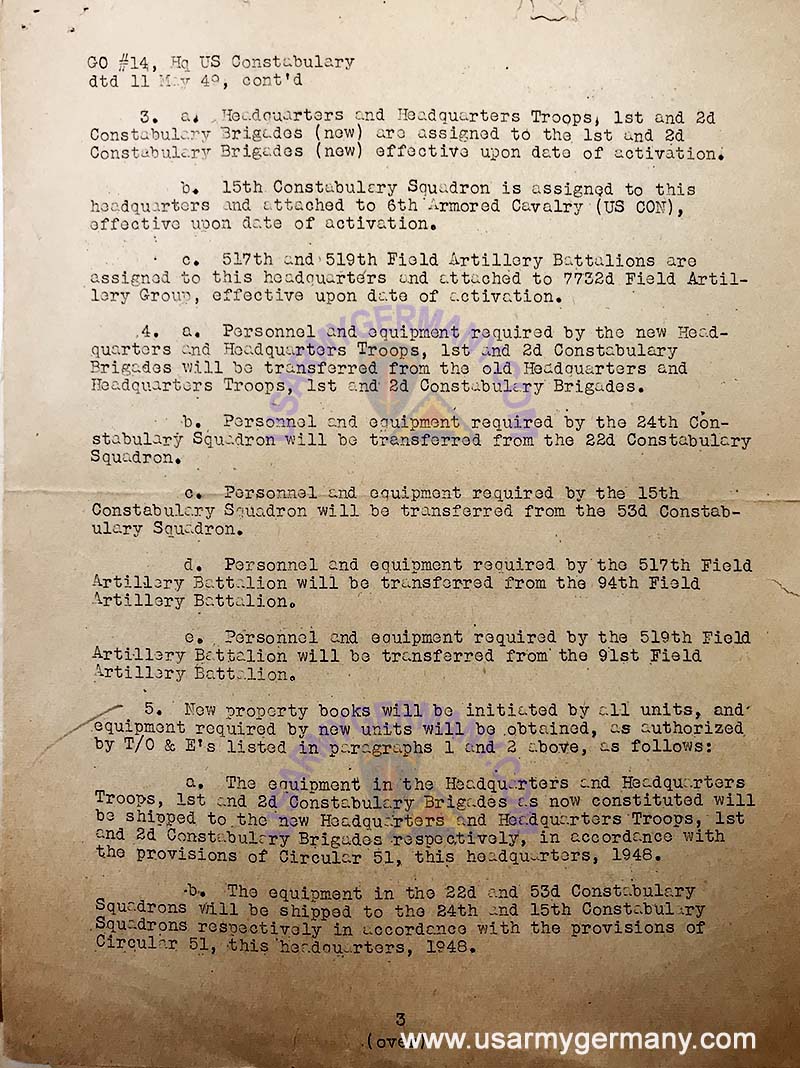 GO #14, Hq US Constabulary
dtd 11 May 49, cont'd
3. a. Headquarters and Headquarters Troops, 1st and 2d
Constabulary Brigades (new) are assigned to the 1st and 2d
Constabulary Brigades (new) effective upon date of activation.
b. 15th Constabulary Squadron is assigned to this
headquarters and attached to 6th Armored Cavalry (US CON),
effective upon date of activation.
c. 517th and 519th Field Artillery Battalions are
assigned to this headquarters and attached to 7732d Field Artil-
lery Group, effective upon date of activation.
4. a. Personnel and equipment required by the new Head-
quarters and Headquarters Troops, 1st and 2d Constabulary
Brigades will be transferred from the old Headquarters and
Headquarters Troops, 1st and 2d Constabulary Brigades.
b. Personnel and equipment required by the 24th Con-
stabulary Squadron will be transferred from the 22d Constabulary
Squadron.
c. Personnel and equipment required by the 15th
Constabulary Squadron will be transferred from the 53d Constab-
ulary Squadron.
d. Personnel and equipment required by the 517th Field
Artillery Battalion will be transferred from the 94th Field
Artillery Battalion.
e. Personnel and equipment required by the 519th Field
Artillery Battalion will be transferred from the 91st Field
Artillery Battalion.
5. New property books will be initiated by all units, and
equipment required by new units will be obtained, as authorized
by T/O & E's listed in paragraphs 1 and 2 above, as follows:
a. The equipment in the Headquarters and Headquarters
Troops, 1st and 2d Constabulary Brigades as now constituted will
be shipped to the new Headquarters and Headquarters Troops, 1st
and 2d Constabulary Brigades respectively, in accordance with
the provisions of Circular 51, this headquarters, 1948.
b. The equipment in the 22d and 53d Constabulary
Squadrons will be shipped to the 24th and 15th Constabulary
Squadrons respectively in accordance with the provisions of
Circular 51, this headquarters, 1948.
3
(over)
www.usarmygermany.com